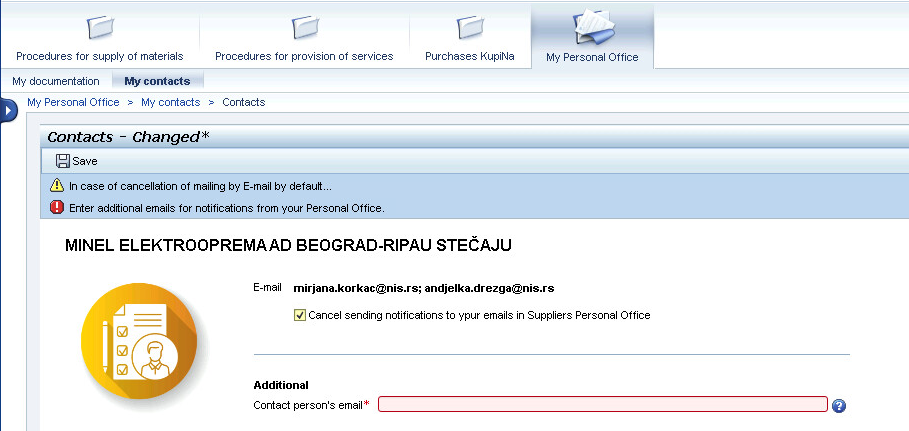 Procedures for supply of materials Procedures for provision of services Purchases KupiNa My Personal Office
My documentation My contacts
My Personal Office > My contacts > Contacts
Contacts - Changed*
Save
In case of cancellation of mailing by E-mail by default...
Enter additional emails for notifications from your Personal Office.
MINEL ELEKTROOPREMA AD BEOGRAD-RIPAU STEČAJU
E-mail mirjana.korkac@nis.rs; andjelka.drezga@nis.rs
Cancel sending notifications to ypur emails in Suppliers Personal Office
Additional
Contact person's email*